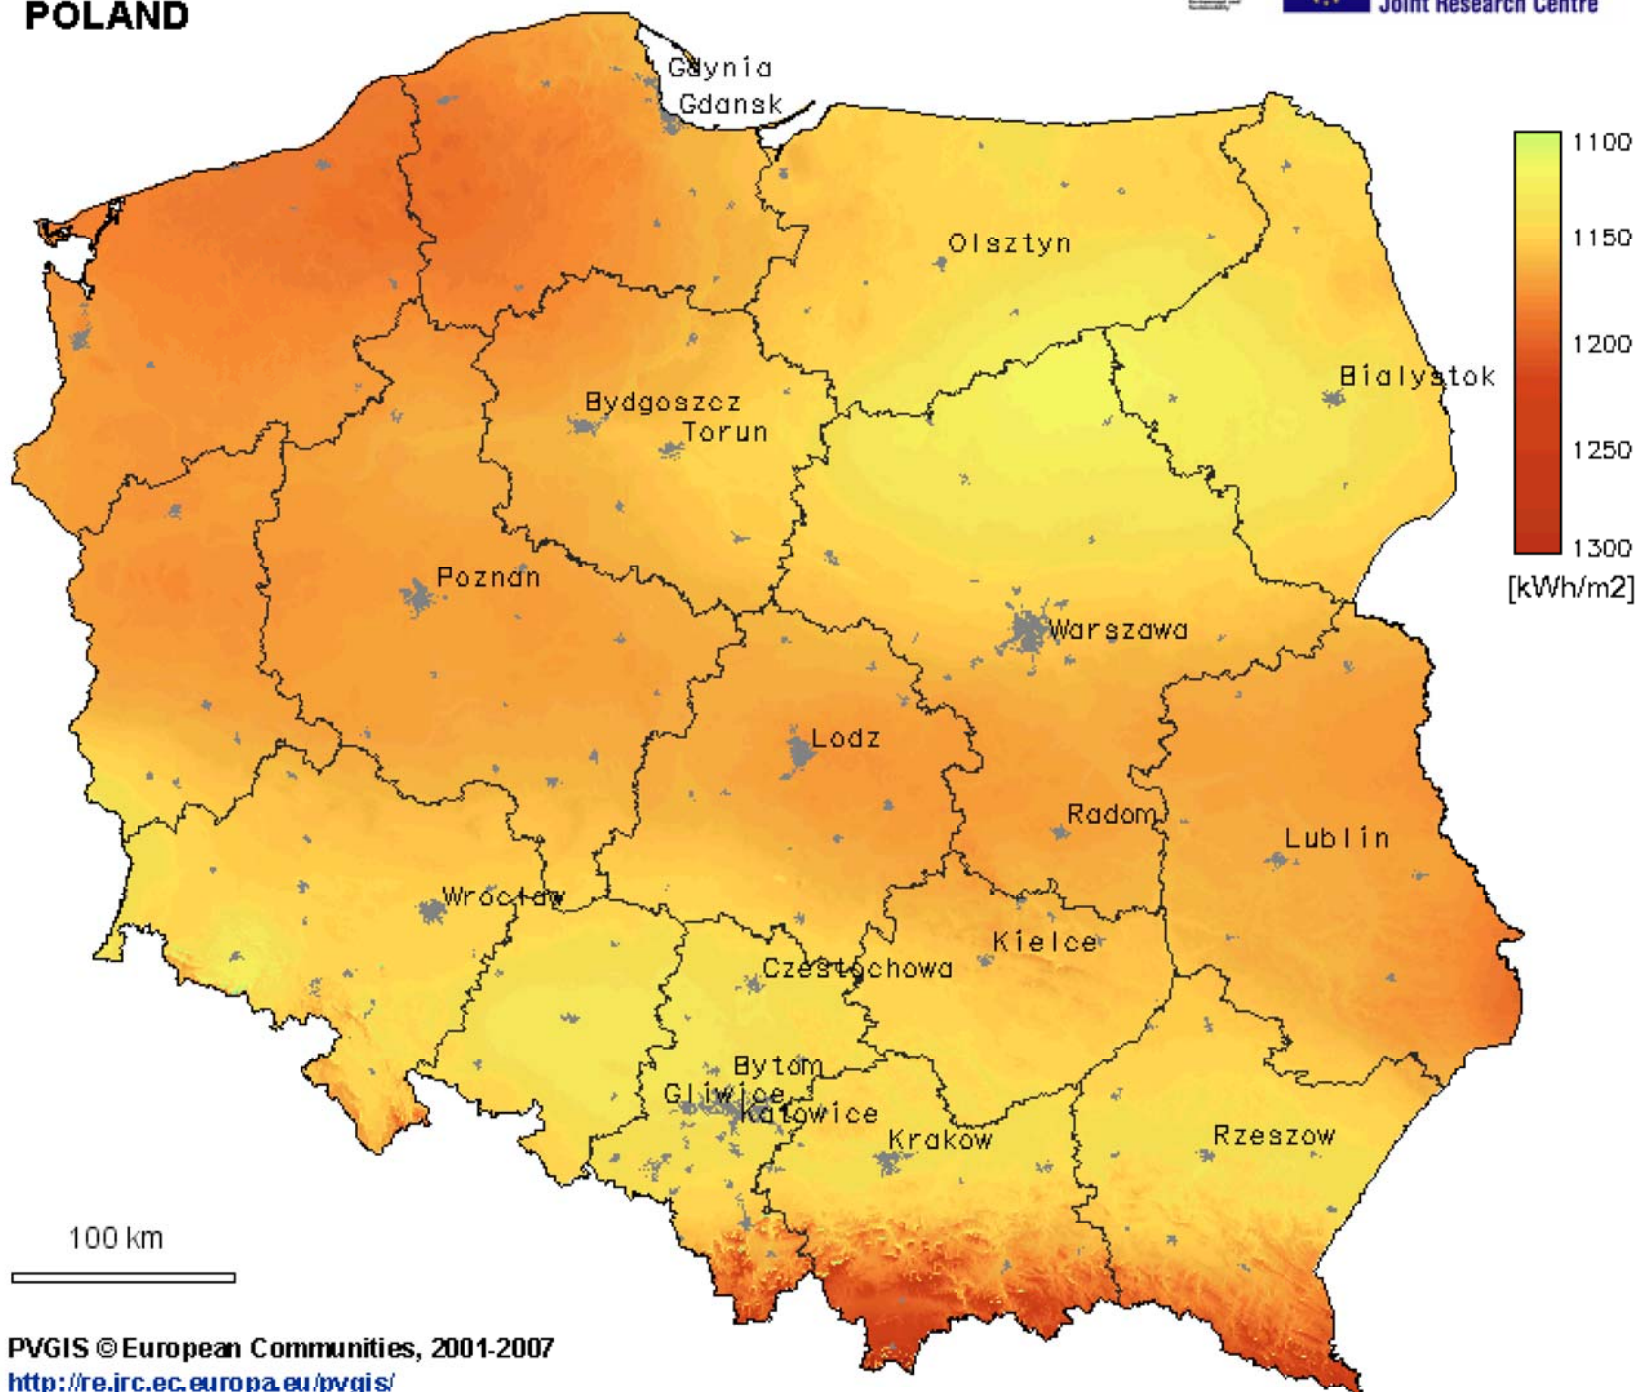 POLAND
Joint Research Centre
Gdynia
Gdansk
1100
1150
Olsztyn
1200
Bialystok
Bydgoszcz
Torun
1250
1300
[kWh/m2]
Poznan
Warszawa
Lodz
Radom
Lublin
Wroclaw
Kielce
Czestochowa
Bytom
Gliwice
Katowice
Krakow
Rzeszow
100 km
PVGIS © European Communities, 2001-2007
http://re.jrc.ec.europa.eu/pvgis/